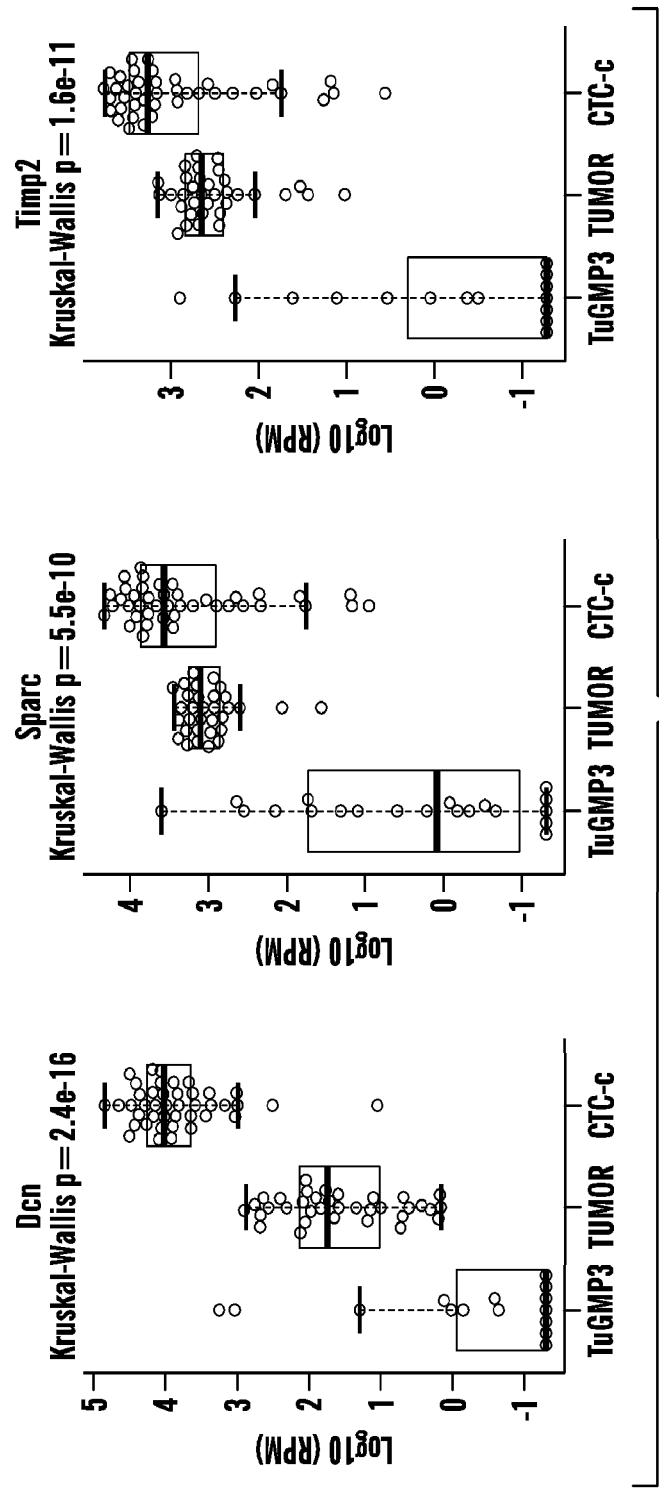 Dcn
Kruskal-Wallis p = 2.4e-16
Log10 (RPM)
5
4
3
2
1
0
-1
TuGMP3 TUMOR CTC-c
Sparc
Kruskal-Wallis p = 5.5e-10
Log10 (RPM)
4
3
2
1
0
-1
TuGMP3 TUMOR CTC-c
Timp2
Kruskal-Wallis p = 1.6e-11
Log10 (RPM)
3
2
1
0
-1
TuGMP3 TUMOR CTC-c